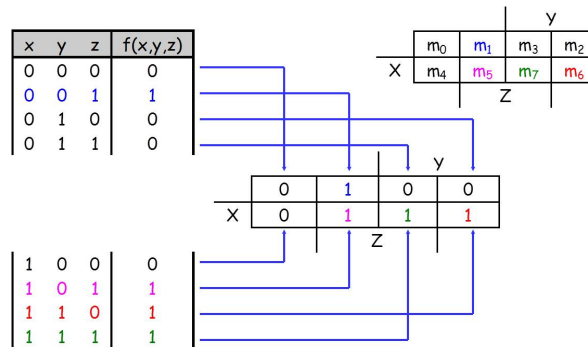 x y z f(x,y,z)
0 0 0 0
0 0 1 1
0 1 0 0
0 1 1 0
Y
m0 m1 m3 m2
X m4 m5 m7 m6
Z
Y
0 1 0 0
X 0 1 1 1
Z
1 0 0 0
1 0 1 1
1 1 0 1
1 1 1 1